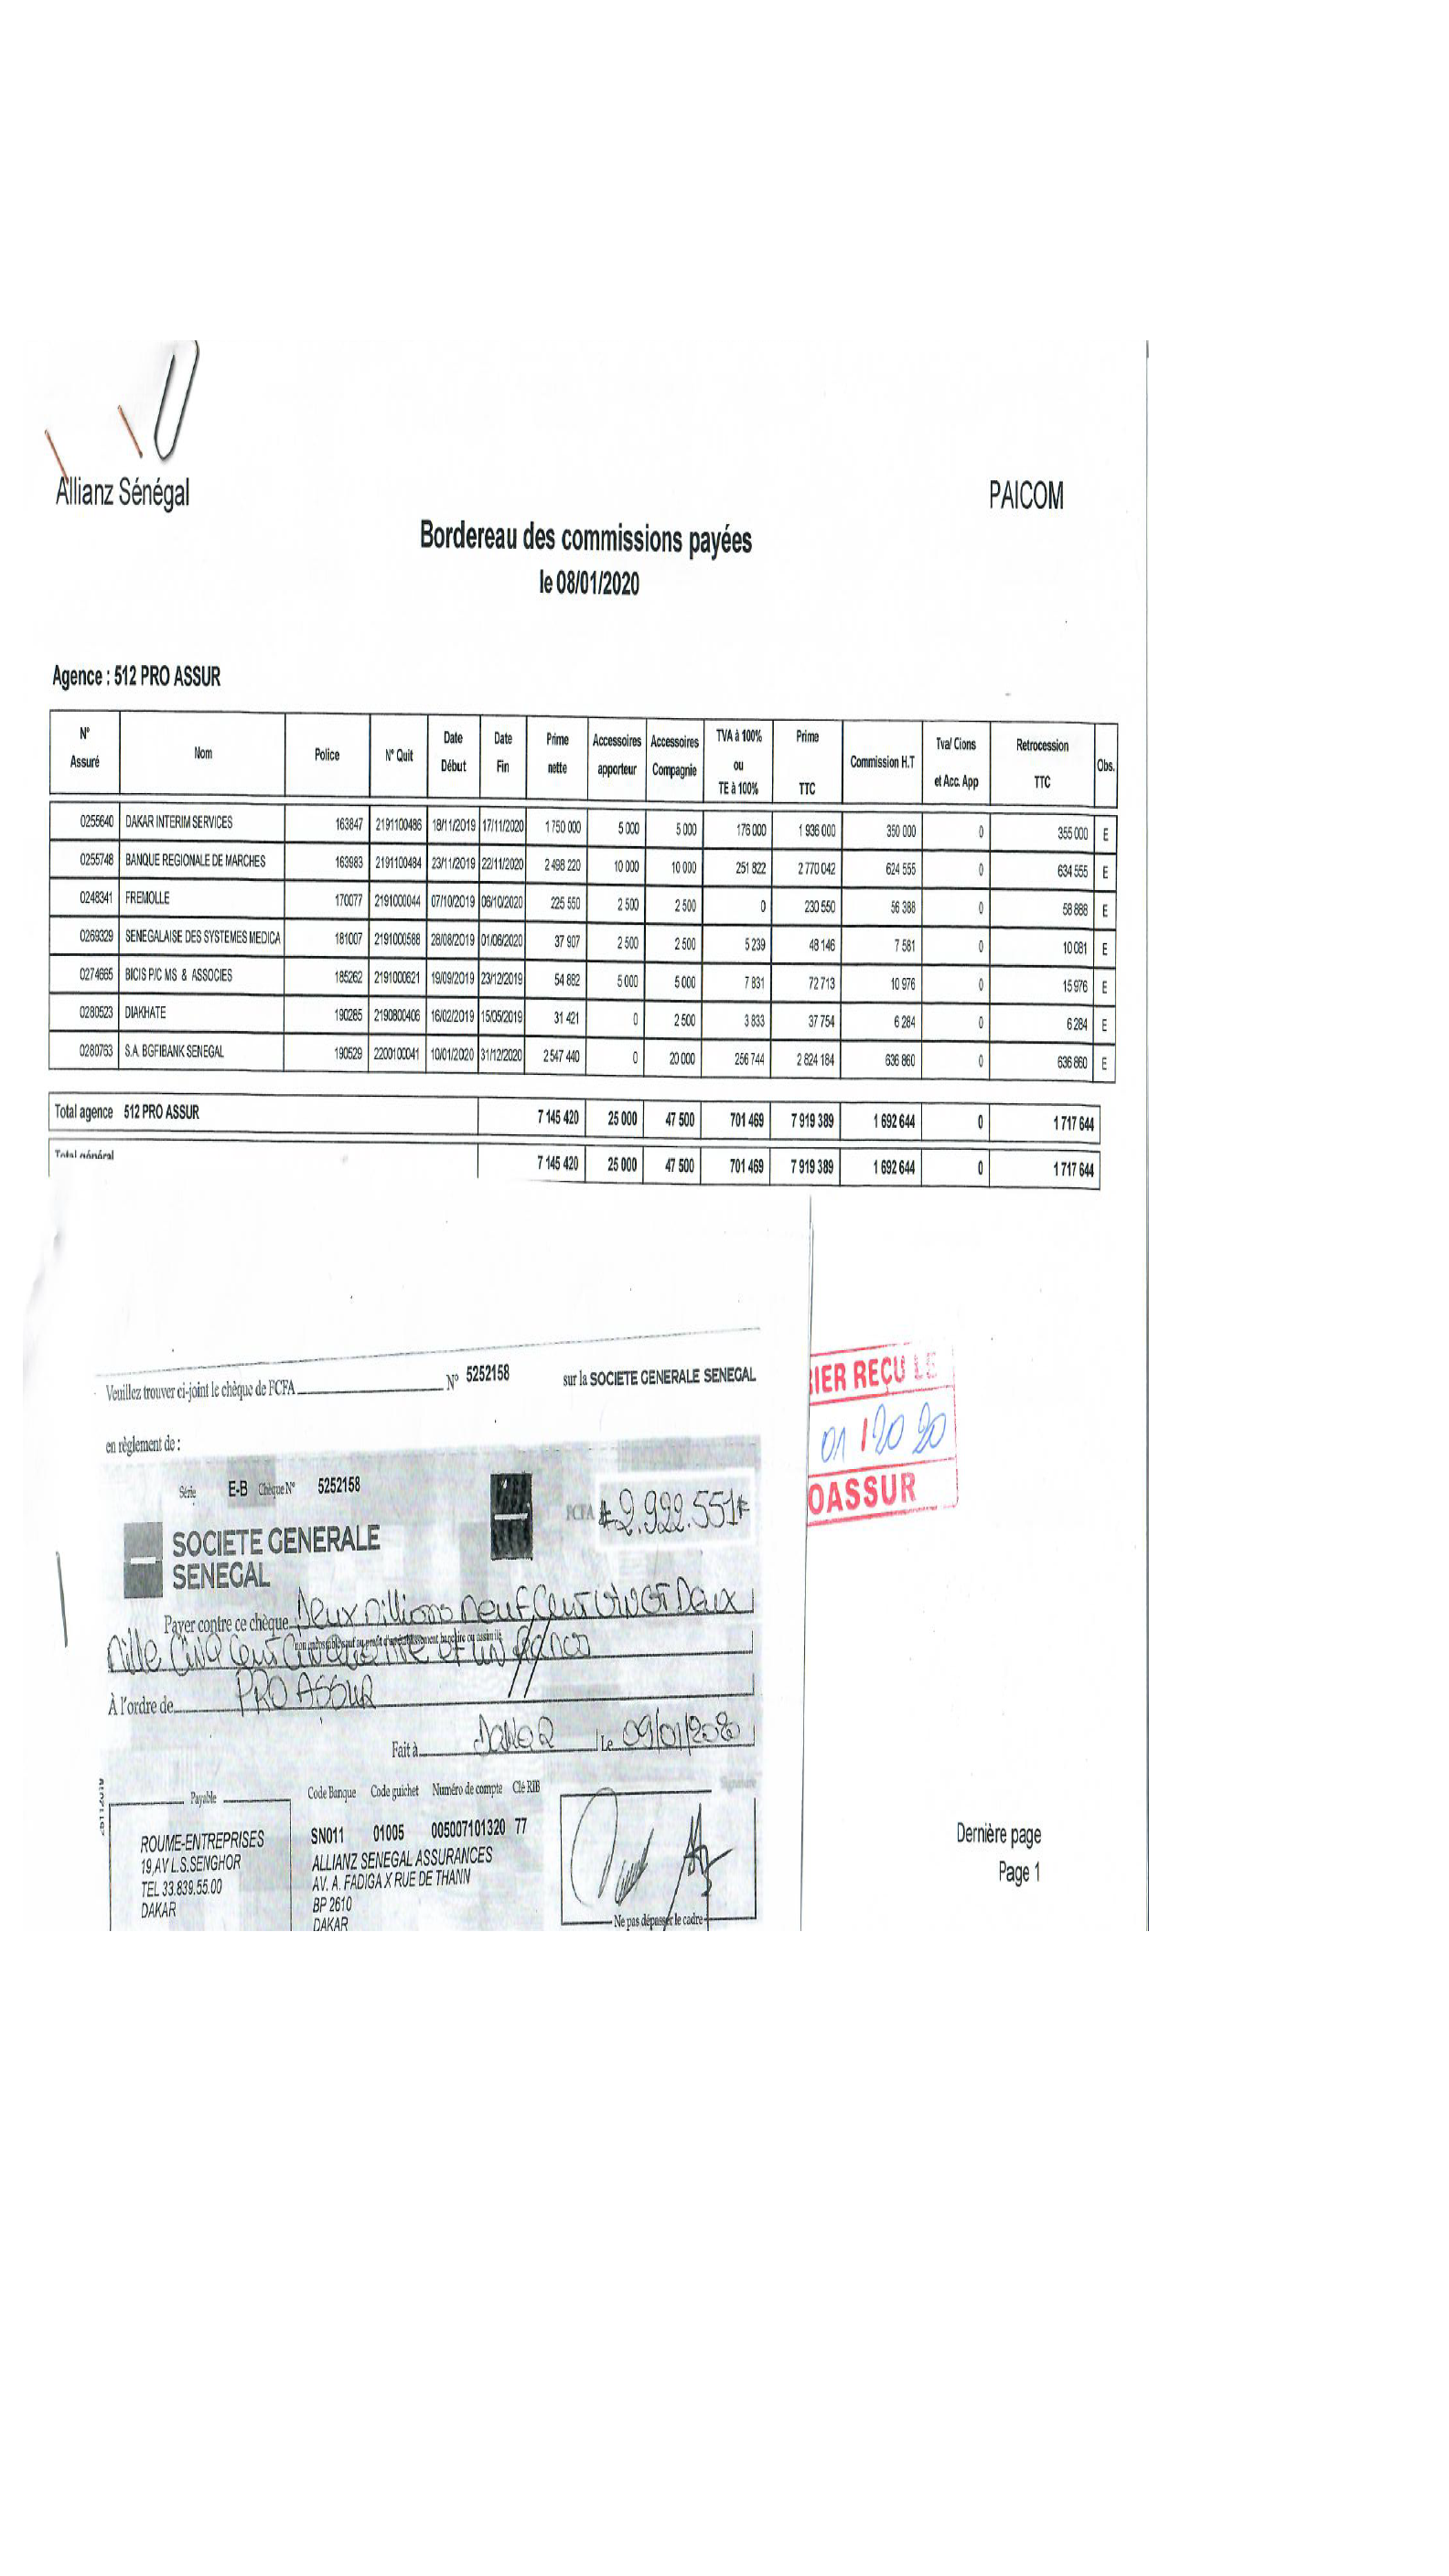 Allianz Sénégal
PAICOM
Bordereau des commissions payées
le 08/01/2020
Agence : 512 PRO ASSUR
N° Assuré Nom Police N° Quit Date Début Date Fin Prime nette Accessoires apporteur Accessoires Compagnie TVA à 100% ou TE à 100% Prime TTC Commission H.T Tva/ Cions et Acc. App Retrocession TTC Obs.
0255640 DAKAR INTERIM SERVICES 163847 2191100486 18/11/2019 17/11/2020 1 750 000 5 000 5 000 176 000 1 936 000 350 000 0 355 000 E
0255748 BANQUE REGIONALE DE MARCHES 163983 2191100484 23/11/2019 22/11/2020 2 498 220 10 000 10 000 251 822 2 770 042 624 555 0 634 555 E
0248341 FREMOLLE 170077 2191000044 07/10/2019 06/10/2020 225 550 2 500 2 500 0 230 550 56 388 0 58 888 E
0269329 SENEGALAISE DES SYSTEMES MEDICA 181007 2191000588 28/08/2019 01/06/2020 37 907 2 500 2 500 5 239 48 146 7 581 0 10 081 E
0274665 BICIS P/C MS & ASSOCIES 185262 2191000621 19/09/2019 23/12/2019 54 882 5 000 5 000 7 831 72 713 10 976 0 15 976 E
0280523 DIAKHATE 190265 2190800406 16/02/2019 15/05/2019 31 421 0 2 500 3 833 37 754 6 284 0 6 284 E
0280763 S.A. BGFIBANK SENEGAL 190529 2200100041 10/01/2020 31/12/2020 2 547 440 0 20 000 256 744 2 824 184 636 860 0 636 860 E
Total agence 512 PRO ASSUR 7 145 420 25 000 47 500 701 469 7 919 389 1 692 644 0 1 717 644
Total général 7 145 420 25 000 47 500 701 469 7 919 389 1 692 644 0 1 717 644
Veuillez trouver ci-joint le chèque de FCFA N° 5252158 sur la SOCIETE GENERALE SENEGAL
en règlement de :
IER REÇU LE
01 / 20 20
OASSUR
Série E-B Chèque N° 5252158
FCFA #2.922.551F
SOCIETE GENERALE
SENEGAL
Payer contre ce chèque Deux Millions Neuf Cent Vingt Deux
non endossable sauf au profit d'un établissement bancaire ou assimilé
Mille Cinq Cent Cinquante et un francs
À l'ordre de PRO ASSUR
Fait à DAKAR Le 09/01/2020
Payable
Code Banque Code guichet Numéro de compte Clé RIB
Signature
SN011 01005 005007101320 77
ROUME-ENTREPRISES
19 AV L.S.SENGHOR
TEL 33.839.55.00
DAKAR
ALLIANZ SENEGAL ASSURANCES
AV. A. FADIGA X RUE DE THANN
BP 2610
DAKAR
Ne pas dépasser le cadre
Dernière page
Page 1